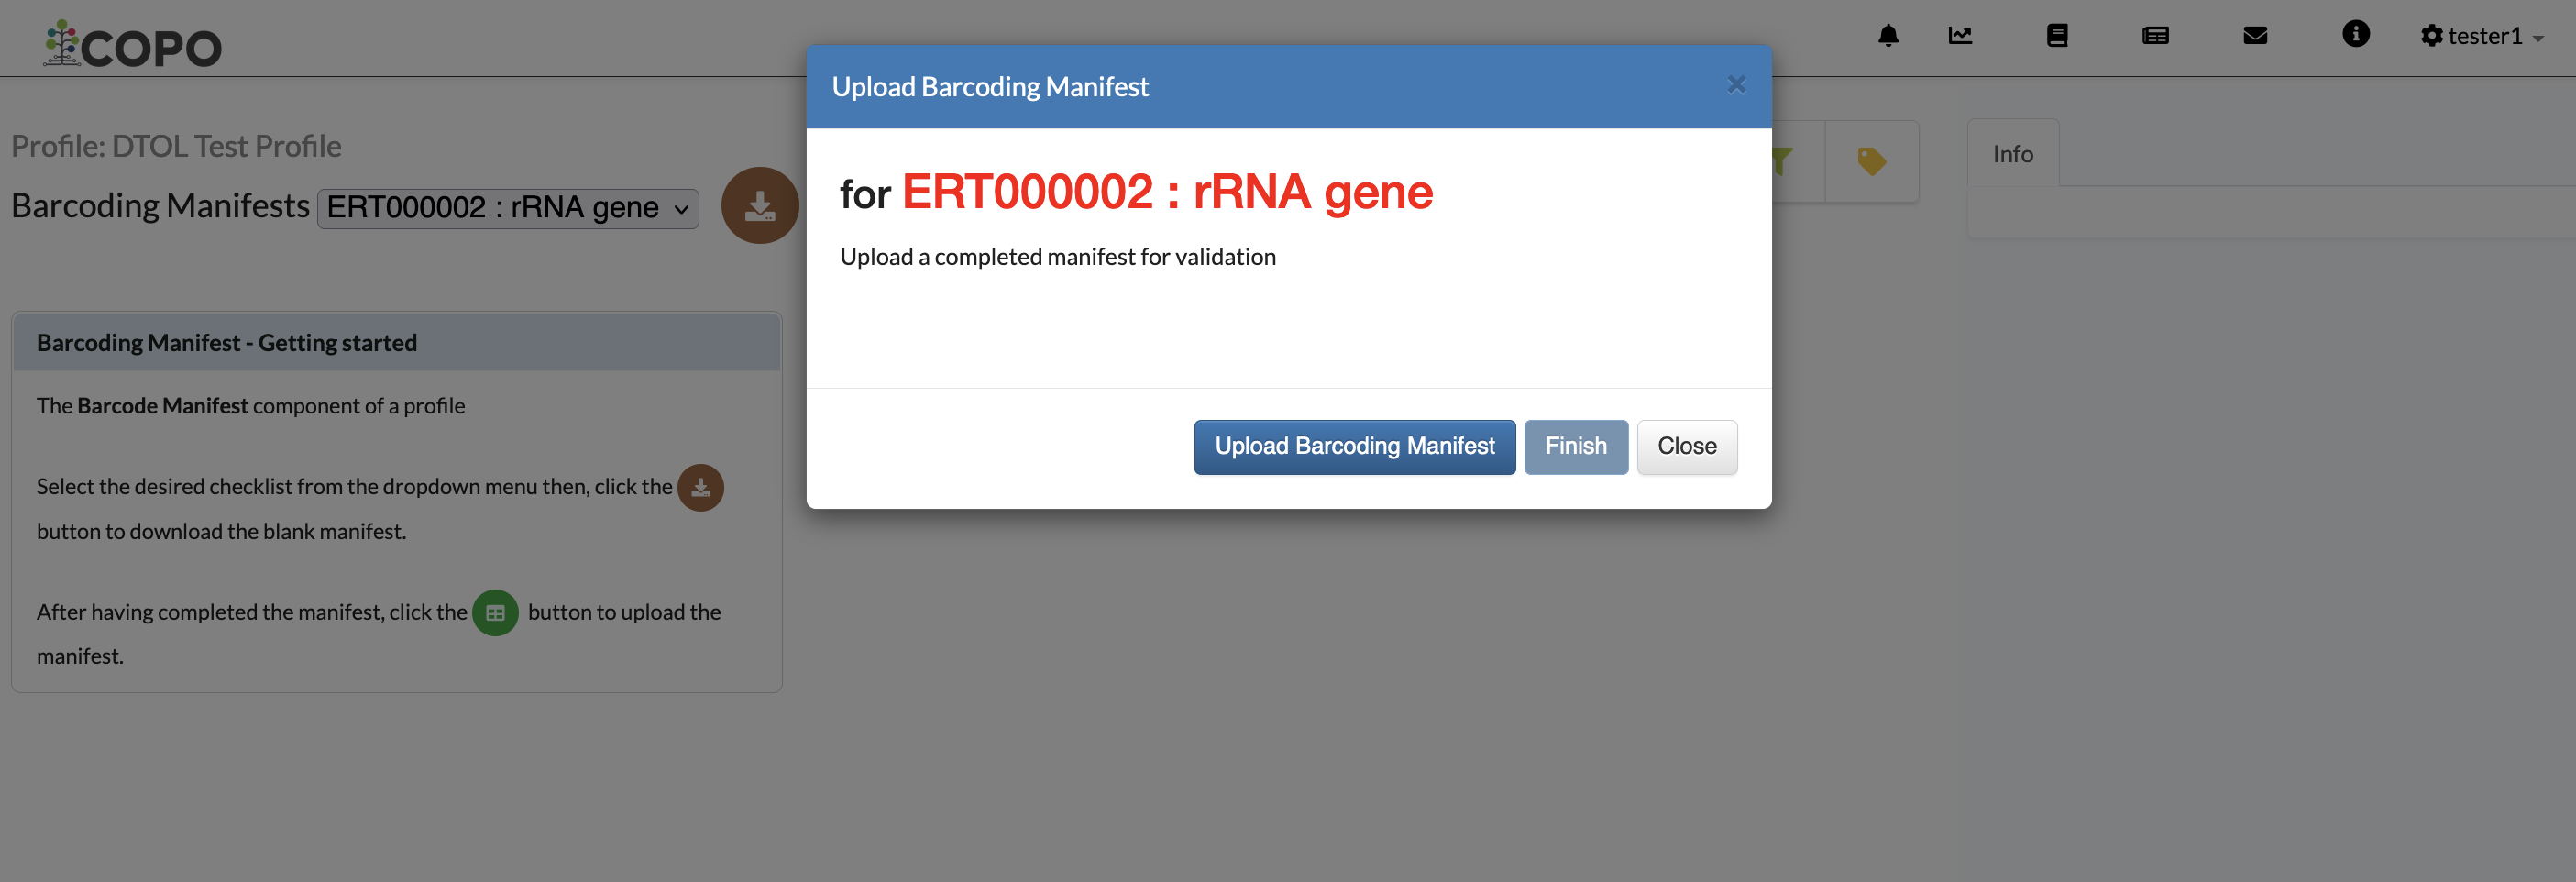 COPO
tester1
Upload Barcoding Manifest
Profile: DTOL Test Profile
Info
Barcoding Manifests ERT000002 : rRNA gene
for ERT000002 : rRNA gene
Upload a completed manifest for validation
Upload Barcoding Manifest
Finish
Close
Barcoding Manifest - Getting started
The Barcode Manifest component of a profile
Select the desired checklist from the dropdown menu then, click the
button to download the blank manifest.
After having completed the manifest, click the button to upload the
manifest.